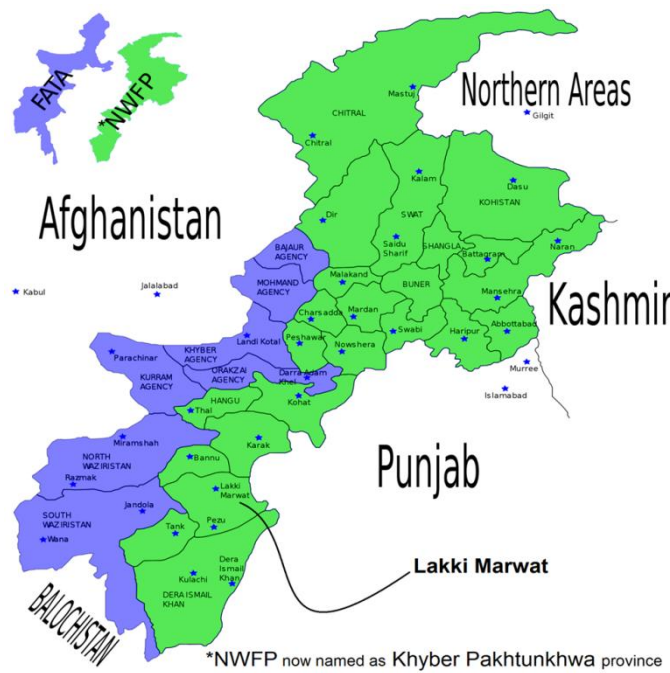 FATA
*NWFP
Northern Areas
Gilgit
Mastuj
CHITRAL
Chitral
Kalam
Dasu
KOHISTAN
Afghanistan
Dir
SWAT
Saidu
Sharif
SHANGLA
Battagram
Naran
BAJAUR
AGENCY
MOHMAND
AGENCY
Malakand
BUNER
Mansehra
Kashmir
Kabul
Jalalabad
Charsadda
Mardan
Swabi
Haripur
Abbottabad
Landi Kotal
Peshawar
Nowshera
Parachinar
KHYBER
AGENCY
ORAKZAI
AGENCY
Darra Adam
Khel
KURRAM
AGENCY
Murree
Islamabad
HANGU
Thal
Kohat
Miramshah
Karak
NORTH
WAZIRISTAN
Bannu
Razmak
Punjab
Lakki
Marwat
SOUTH
WAZIRISTAN
Jandola
Wana
Tank
Pezu
Dera
Ismail
Khan
Kulachi
DERA ISMAIL
KHAN
Lakki Marwat
BALOCHISTAN
*NWFP now named as Khyber Pakhtunkhwa province